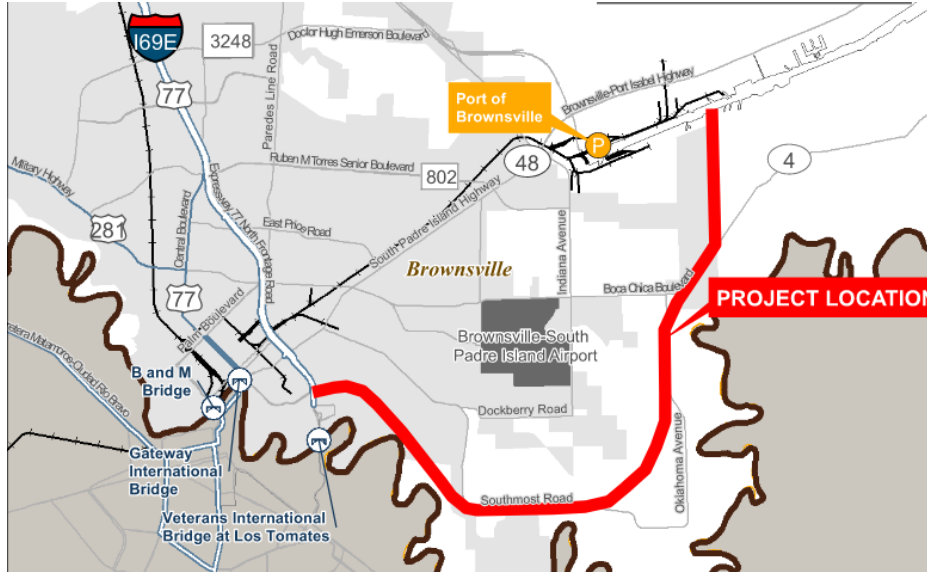 I69E
3248
Doctor Hugh Emerson Boulevard
77
Paredes Line Road
Port of
Brownsville
Brownsville-Port Isabel Highway
P
Ruben M Torres Senior Boulevard
802
48
4
Military Highway
281
Central Boulevard
Expressway 77 North Frontage Road
East Price Road
South Padre Island Highway
Indiana Avenue
Brownsville
77
Palm Boulevard
Boca Chica Boulevard
PROJECT LOCATION
Brownsville-South
Padre Island Airport
B and M
Bridge
Dockberry Road
Gateway
International
Bridge
Southmost Road
Oklahoma Avenue
Veterans International
Bridge at Los Tomates